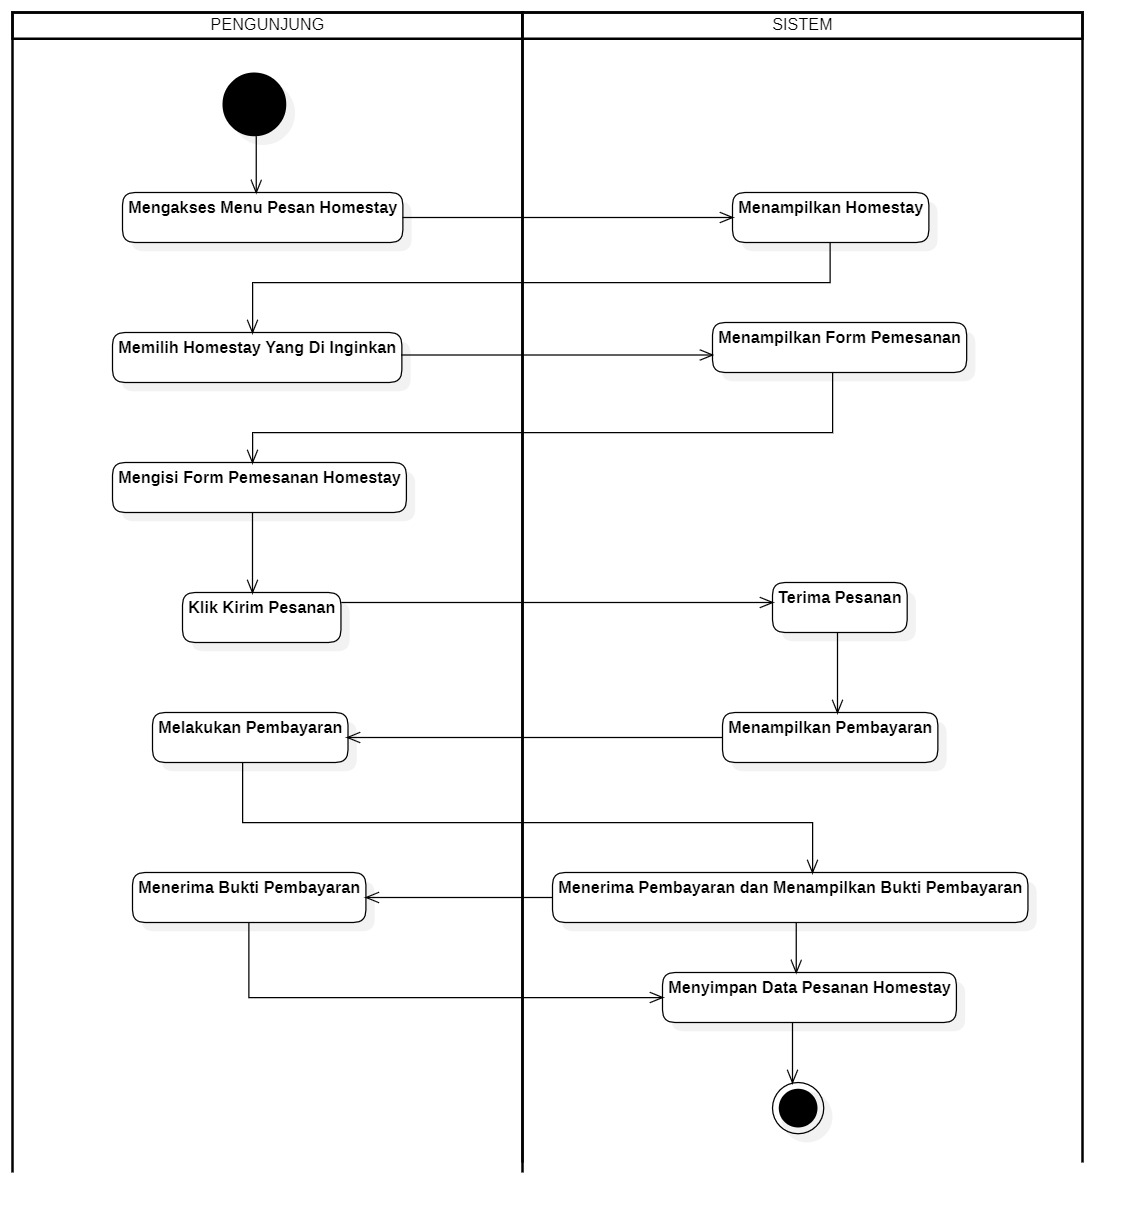 PENGUNJUNG
SISTEM
Mengakses Menu Pesan Homestay
Menampilkan Homestay
Memilih Homestay Yang Di Inginkan
Menampilkan Form Pemesanan
Mengisi Form Pemesanan Homestay
Klik Kirim Pesanan
Terima Pesanan
Melakukan Pembayaran
Menampilkan Pembayaran
Menerima Bukti Pembayaran
Menerima Pembayaran dan Menampilkan Bukti Pembayaran
Menyimpan Data Pesanan Homestay